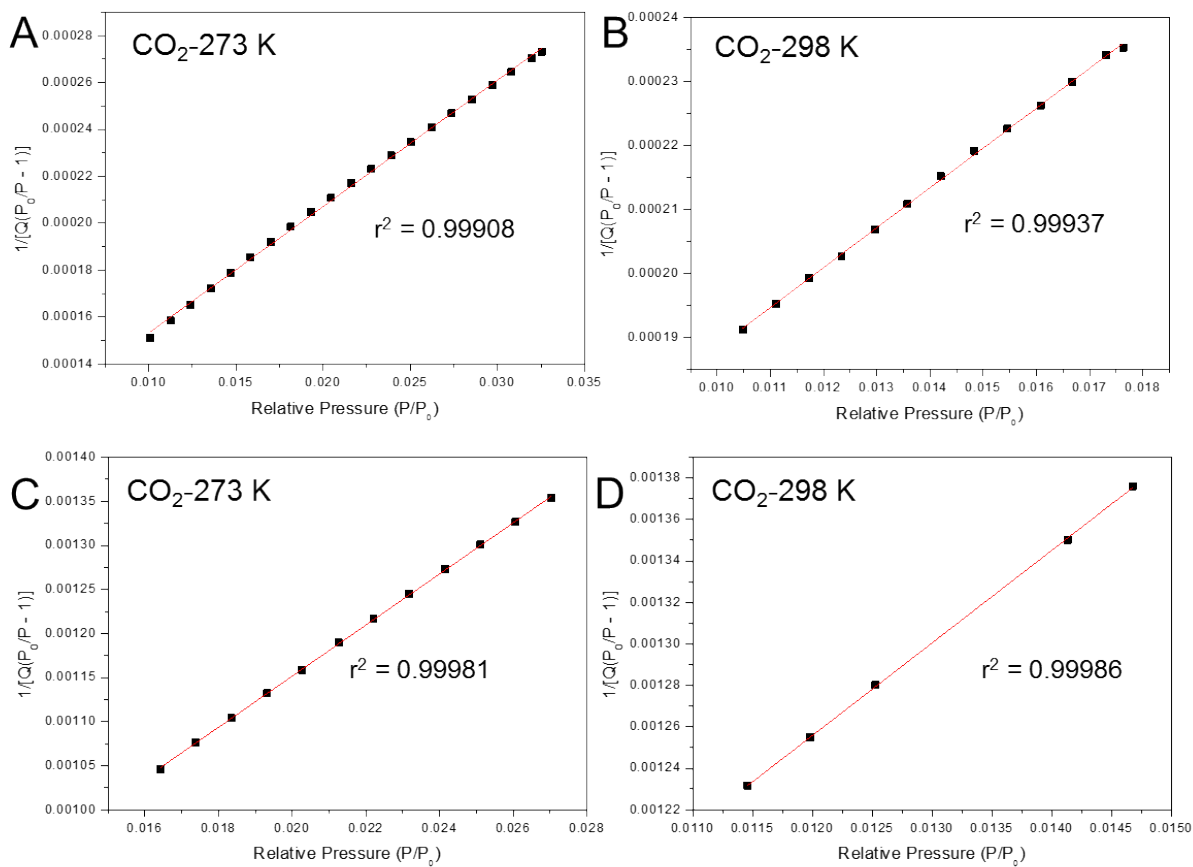 A
CO₂-273 K
0.00028
0.00026
0.00024
0.00022
0.00020
0.00018
0.00016
0.00014
1/[Q(P₀/P - 1)]
r² = 0.99908
0.010 0.015 0.020 0.025 0.030 0.035
Relative Pressure (P/P₀)
B
CO₂-298 K
0.00024
0.00023
0.00022
0.00021
0.00020
0.00019
1/[Q(P₀/P - 1)]
r² = 0.99937
0.010 0.011 0.012 0.013 0.014 0.015 0.016 0.017 0.018
Relative Pressure (P/P₀)
C
CO₂-273 K
0.00140
0.00135
0.00130
0.00125
0.00120
0.00115
0.00110
0.00105
0.00100
1/[Q(P₀/P - 1)]
r² = 0.99981
0.016 0.018 0.020 0.022 0.024 0.026 0.028
Relative Pressure (P/P₀)
D
CO₂-298 K
0.00138
0.00136
0.00132
0.00130
0.00128
0.00124
0.00122
1/[Q(P₀/P - 1)]
r² = 0.99986
0.0110 0.0115 0.0120 0.0125 0.0130 0.0135 0.0140 0.0145 0.0150
Relative Pressure (P/P₀)